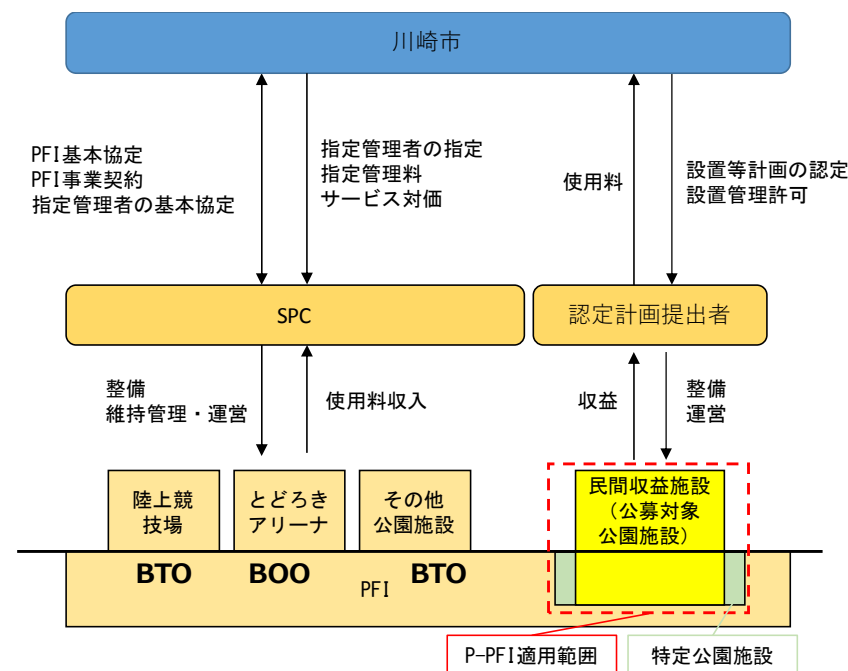 川崎市
PFI基本協定
PFI事業契約
指定管理者の基本協定
指定管理者の指定
指定管理料
サービス対価
使用料
設置等計画の認定
設置管理許可
SPC
認定計画提出者
整備
維持管理・運営
使用料収入
収益
整備
運営
陸上競
技場
とどろき
アリーナ
その他
公園施設
民間収益施設
（公募対象
公園施設）
BTO
BOO
PFI
BTO
P-PFI適用範囲
特定公園施設